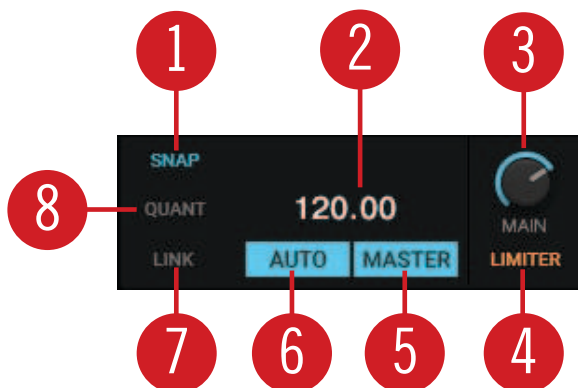 1
2
3
SNAP
8
QUANT
120.00
MAIN
LINK
AUTO
MASTER
LIMITER
7
6
5
4